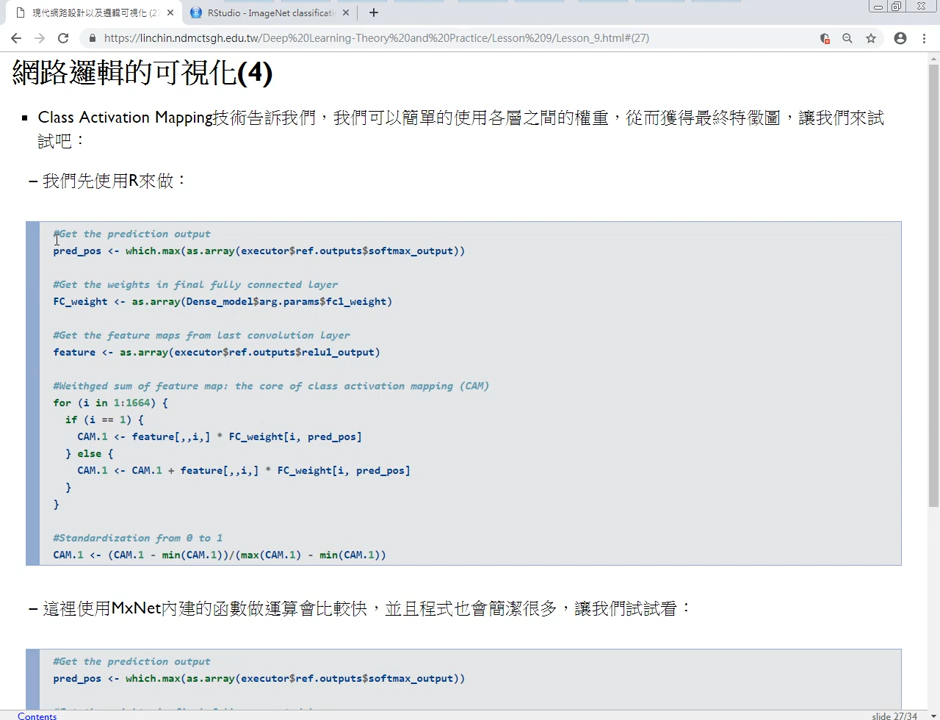 現代網路設計以及邏輯可視化 (2
RStudio - ImageNet classificati
https://linchin.ndmctsgh.edu.tw/Deep%20Learning-Theory%20and%20Practice/Lesson%209/Lesson_9.html#(27)
網路邏輯的可視化(4)
Class Activation Mapping技術告訴我們，我們可以簡單的使用各層之間的權重，從而獲得最終特徵圖，讓我們來試
試吧：
– 我們先使用R來做：
#Get the prediction output
pred_pos <- which.max(as.array(executor$ref.outputs$softmax_output))
#Get the weights in final fully connected layer
FC_weight <- as.array(Dense_model$arg.params$fc1_weight)
#Get the feature maps from last convolution layer
feature <- as.array(executor$ref.outputs$relu1_output)
#Weithged sum of feature map: the core of class activation mapping (CAM)
for (i in 1:1664) {
if (i == 1) {
CAM.1 <- feature[,,i,] * FC_weight[i, pred_pos]
} else {
CAM.1 <- CAM.1 + feature[,,i,] * FC_weight[i, pred_pos]
}
}
#Standardization from 0 to 1
CAM.1 <- (CAM.1 - min(CAM.1))/(max(CAM.1) - min(CAM.1))
– 這裡使用MxNet內建的函數做運算會比較快，並且程式也會簡潔很多，讓我們試試看：
#Get the prediction output
pred_pos <- which.max(as.array(executor$ref.outputs$softmax_output))
Contents
slide 27/34